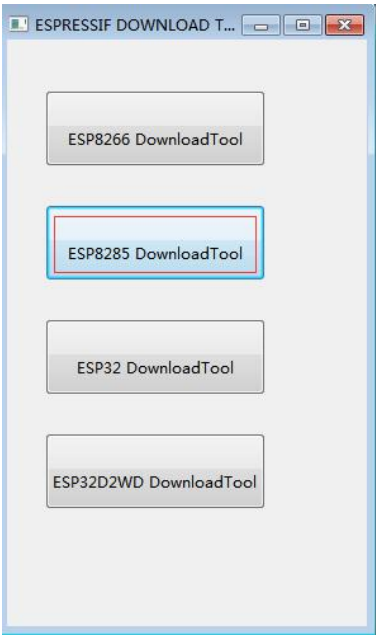 ESPRESSIF DOWNLOAD T...
ESP8266 DownloadTool
ESP8285 DownloadTool
ESP32 DownloadTool
ESP32D2WD DownloadTool